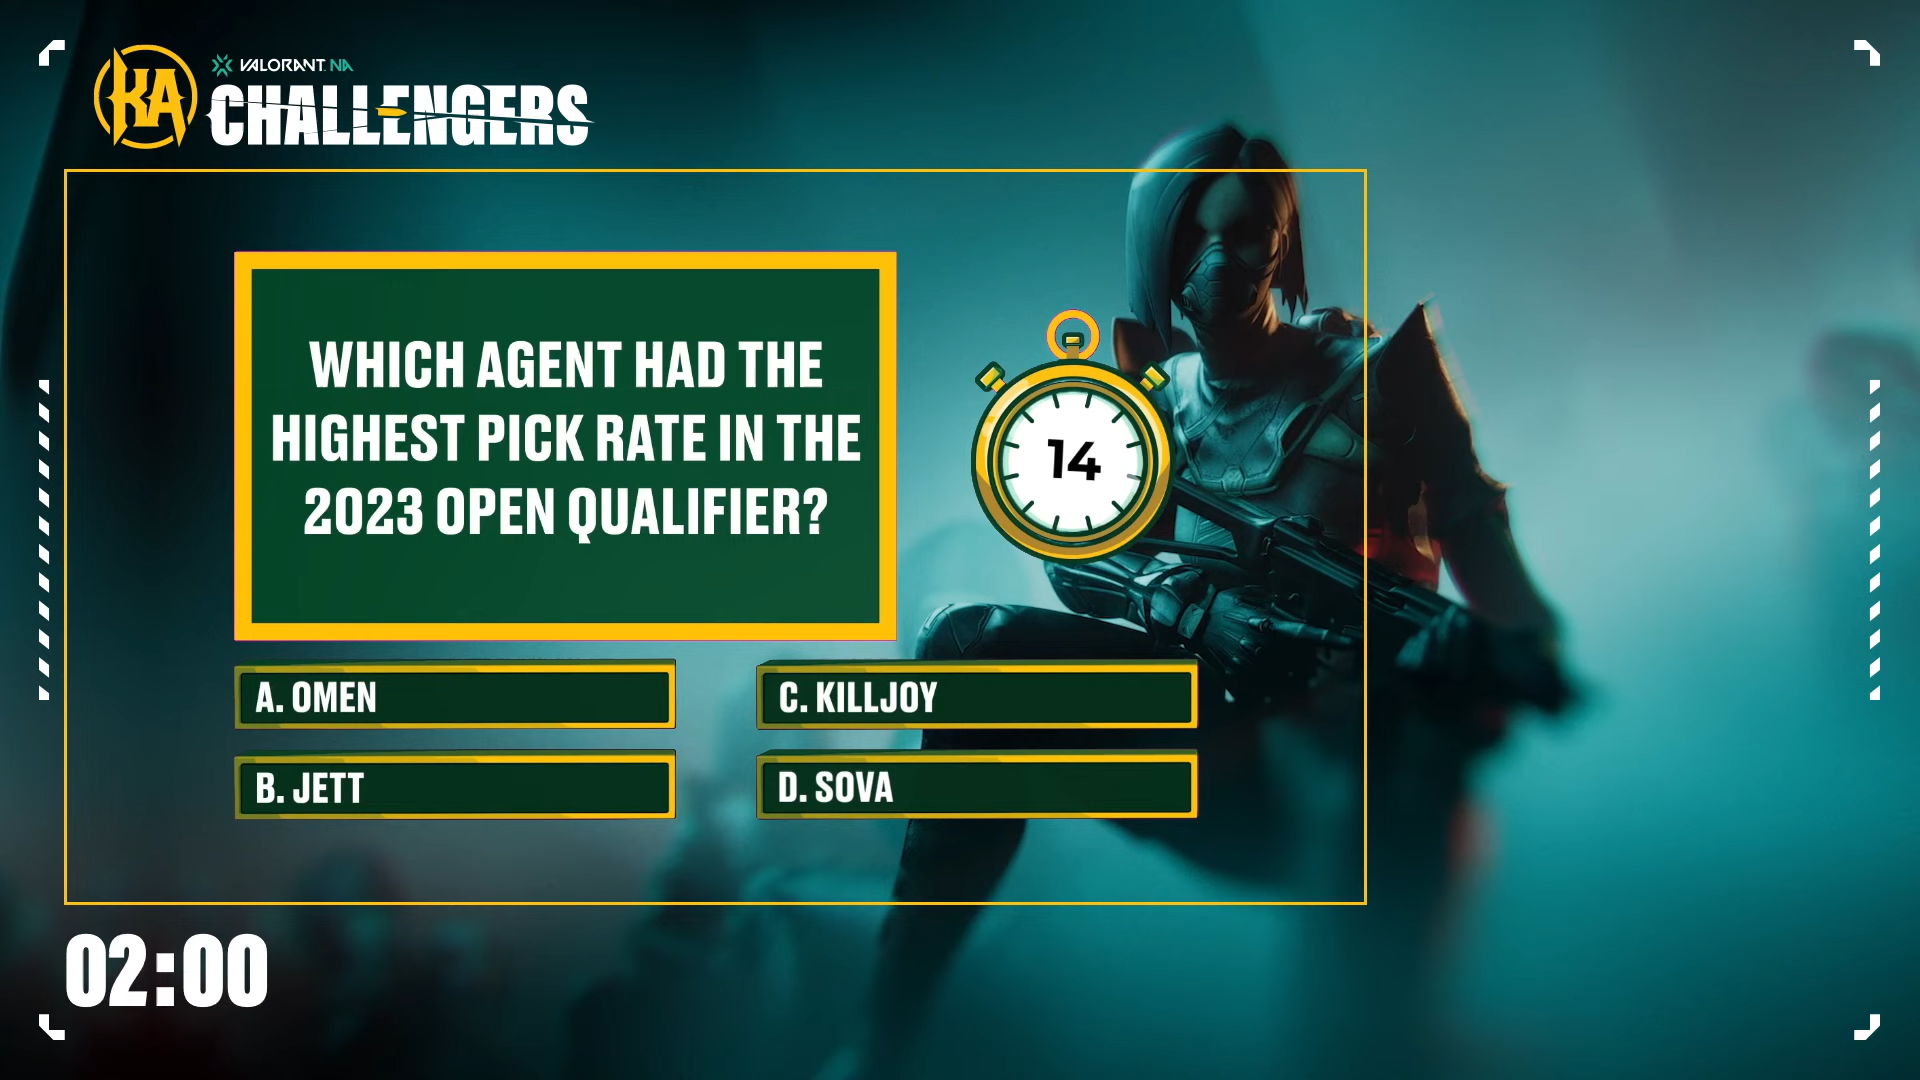 KA
VALORANT NA
CHALLENGERS
WHICH AGENT HAD THE
HIGHEST PICK RATE IN THE
2023 OPEN QUALIFIER?
14
A. OMEN
C. KILLJOY
B. JETT
D. SOVA
02:00